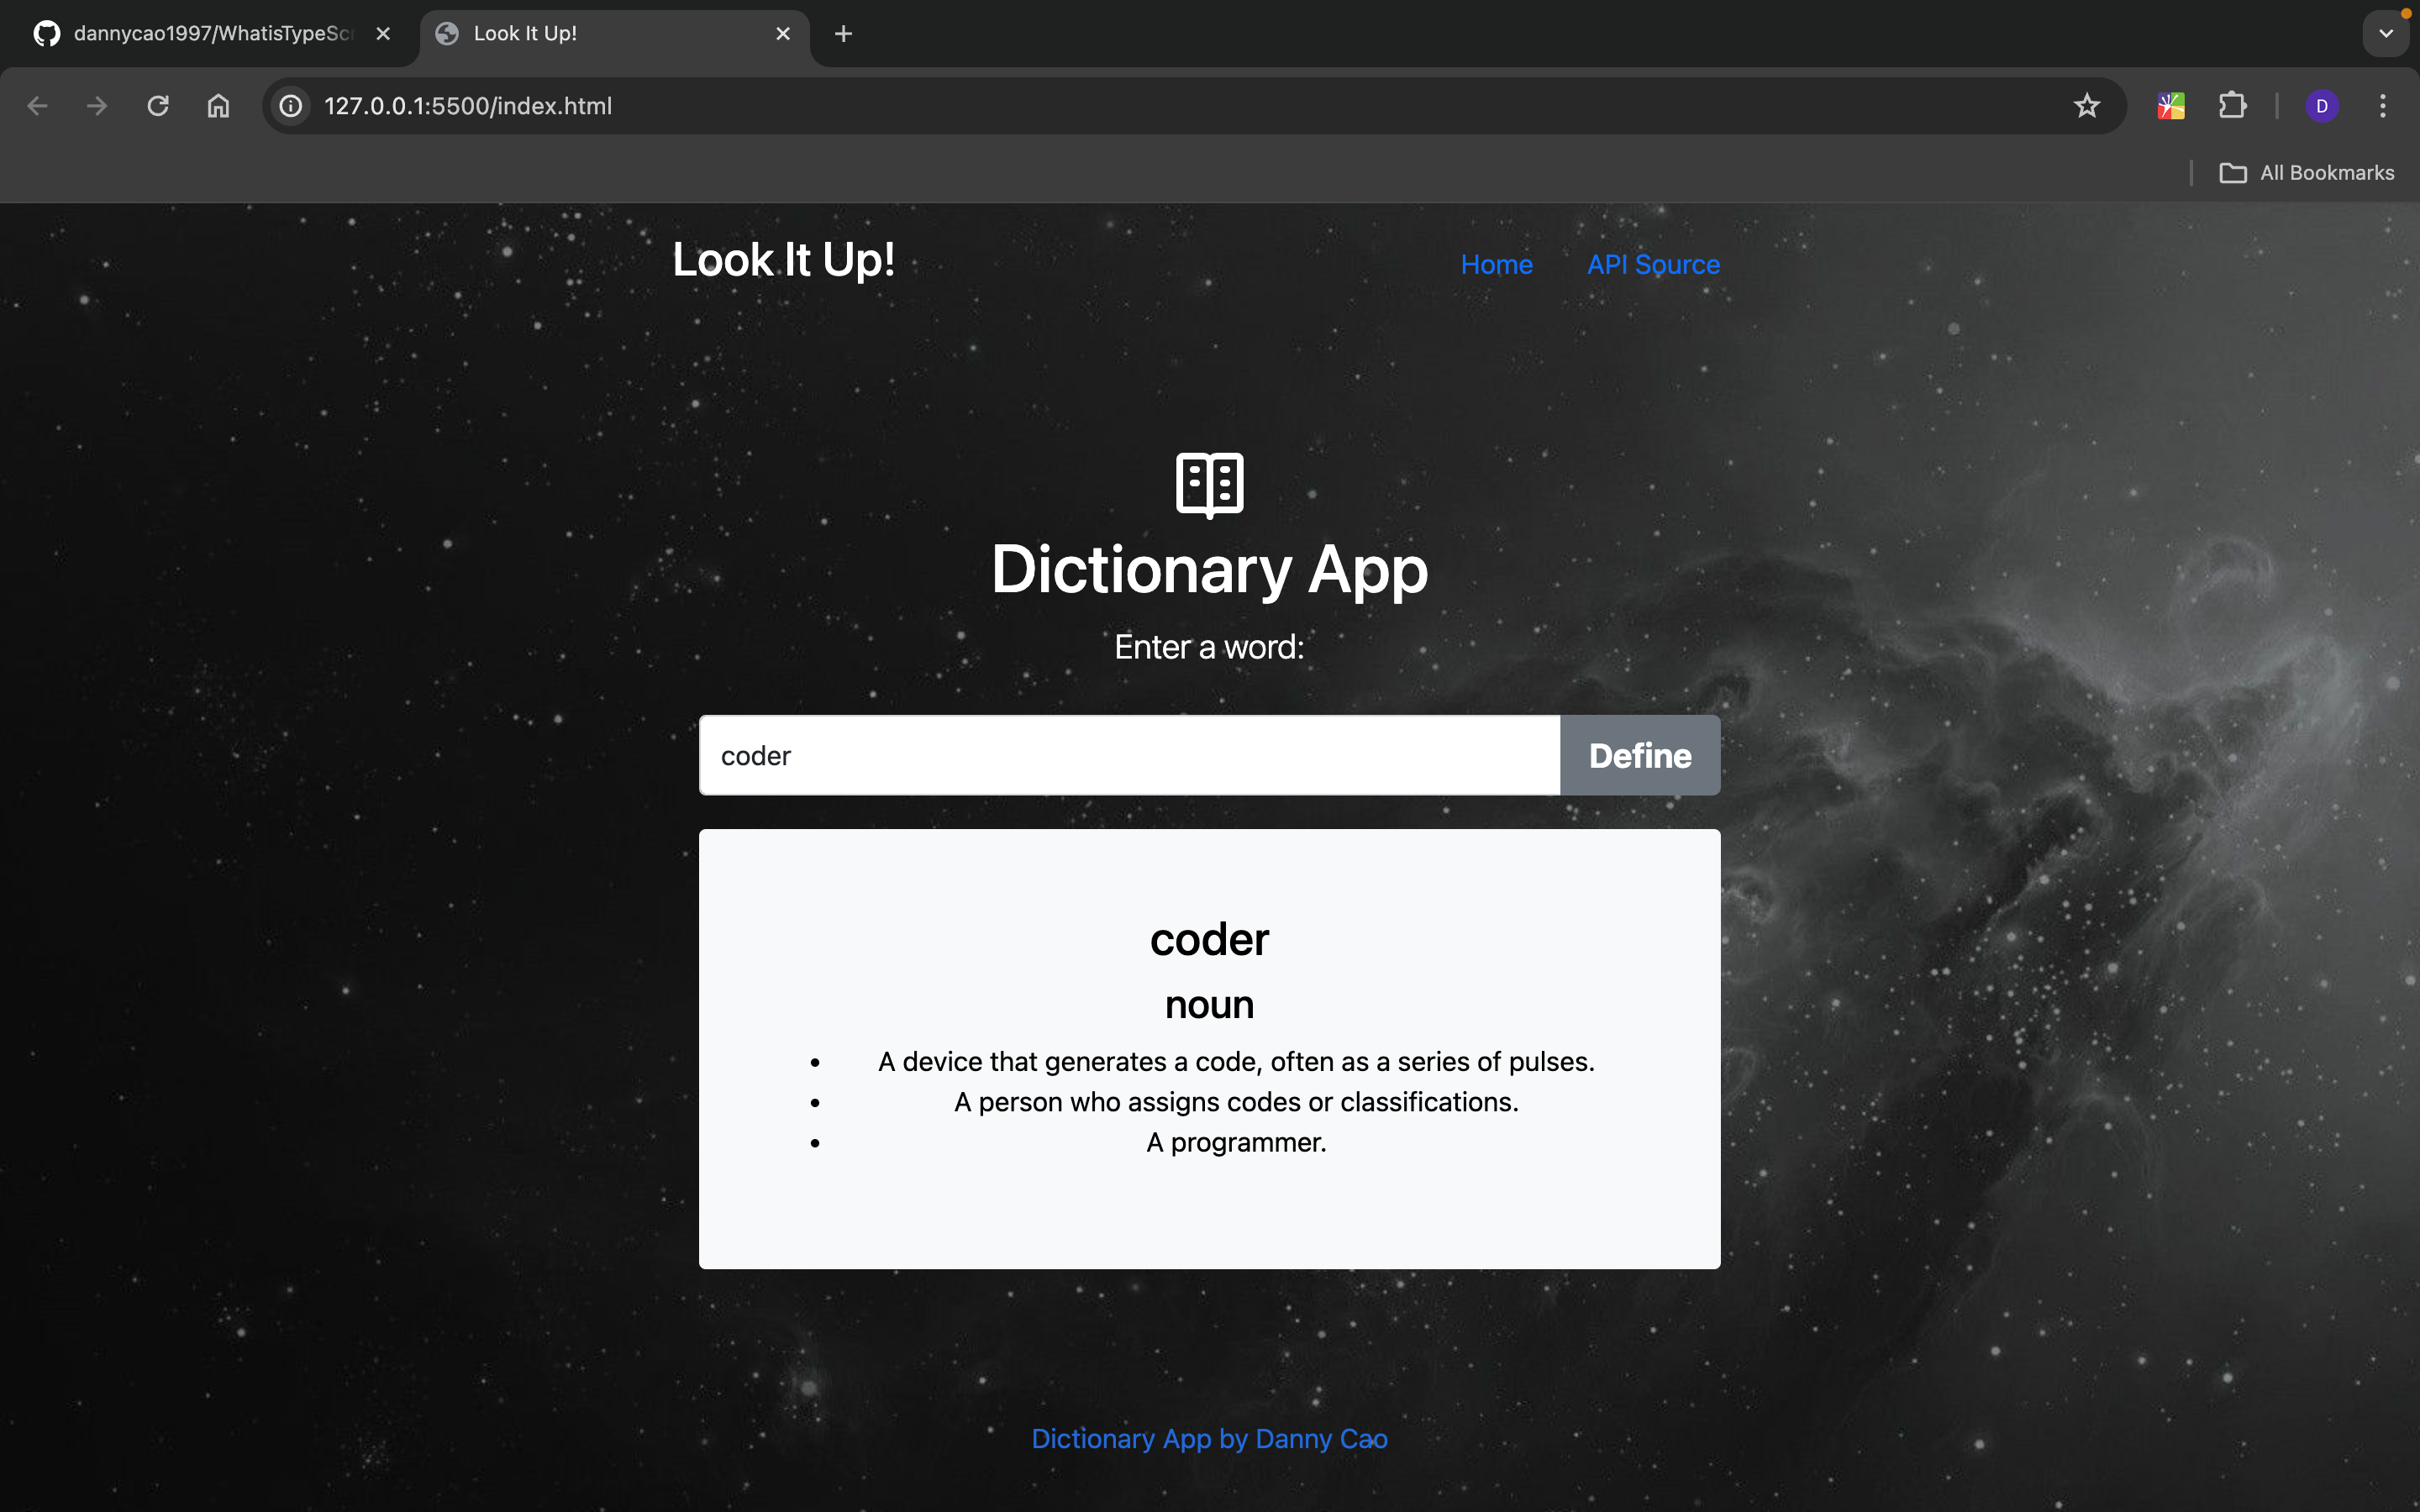 dannycao1997/WhatisTypeScr
Look It Up!
127.0.0.1:5500/index.html
D
All Bookmarks
Look It Up!
Home
API Source
Dictionary App
Enter a word:
coder
Define
coder
noun
• A device that generates a code, often as a series of pulses.
• A person who assigns codes or classifications.
• A programmer.
Dictionary App by Danny Cao